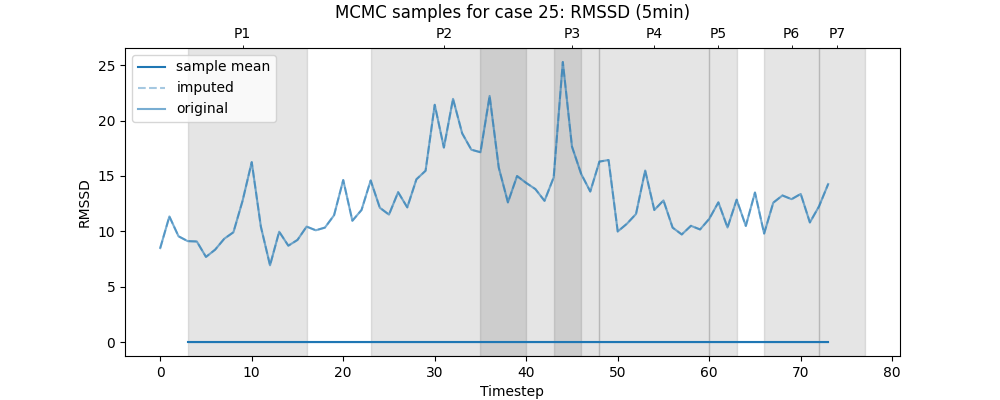 MCMC samples for case 25: RMSSD (5min)
P1 P2 P3 P4 P5 P6 P7
sample mean
imputed
original
25
20
15
10
5
0
RMSSD
0 10 20 30 40 50 60 70 80
Timestep